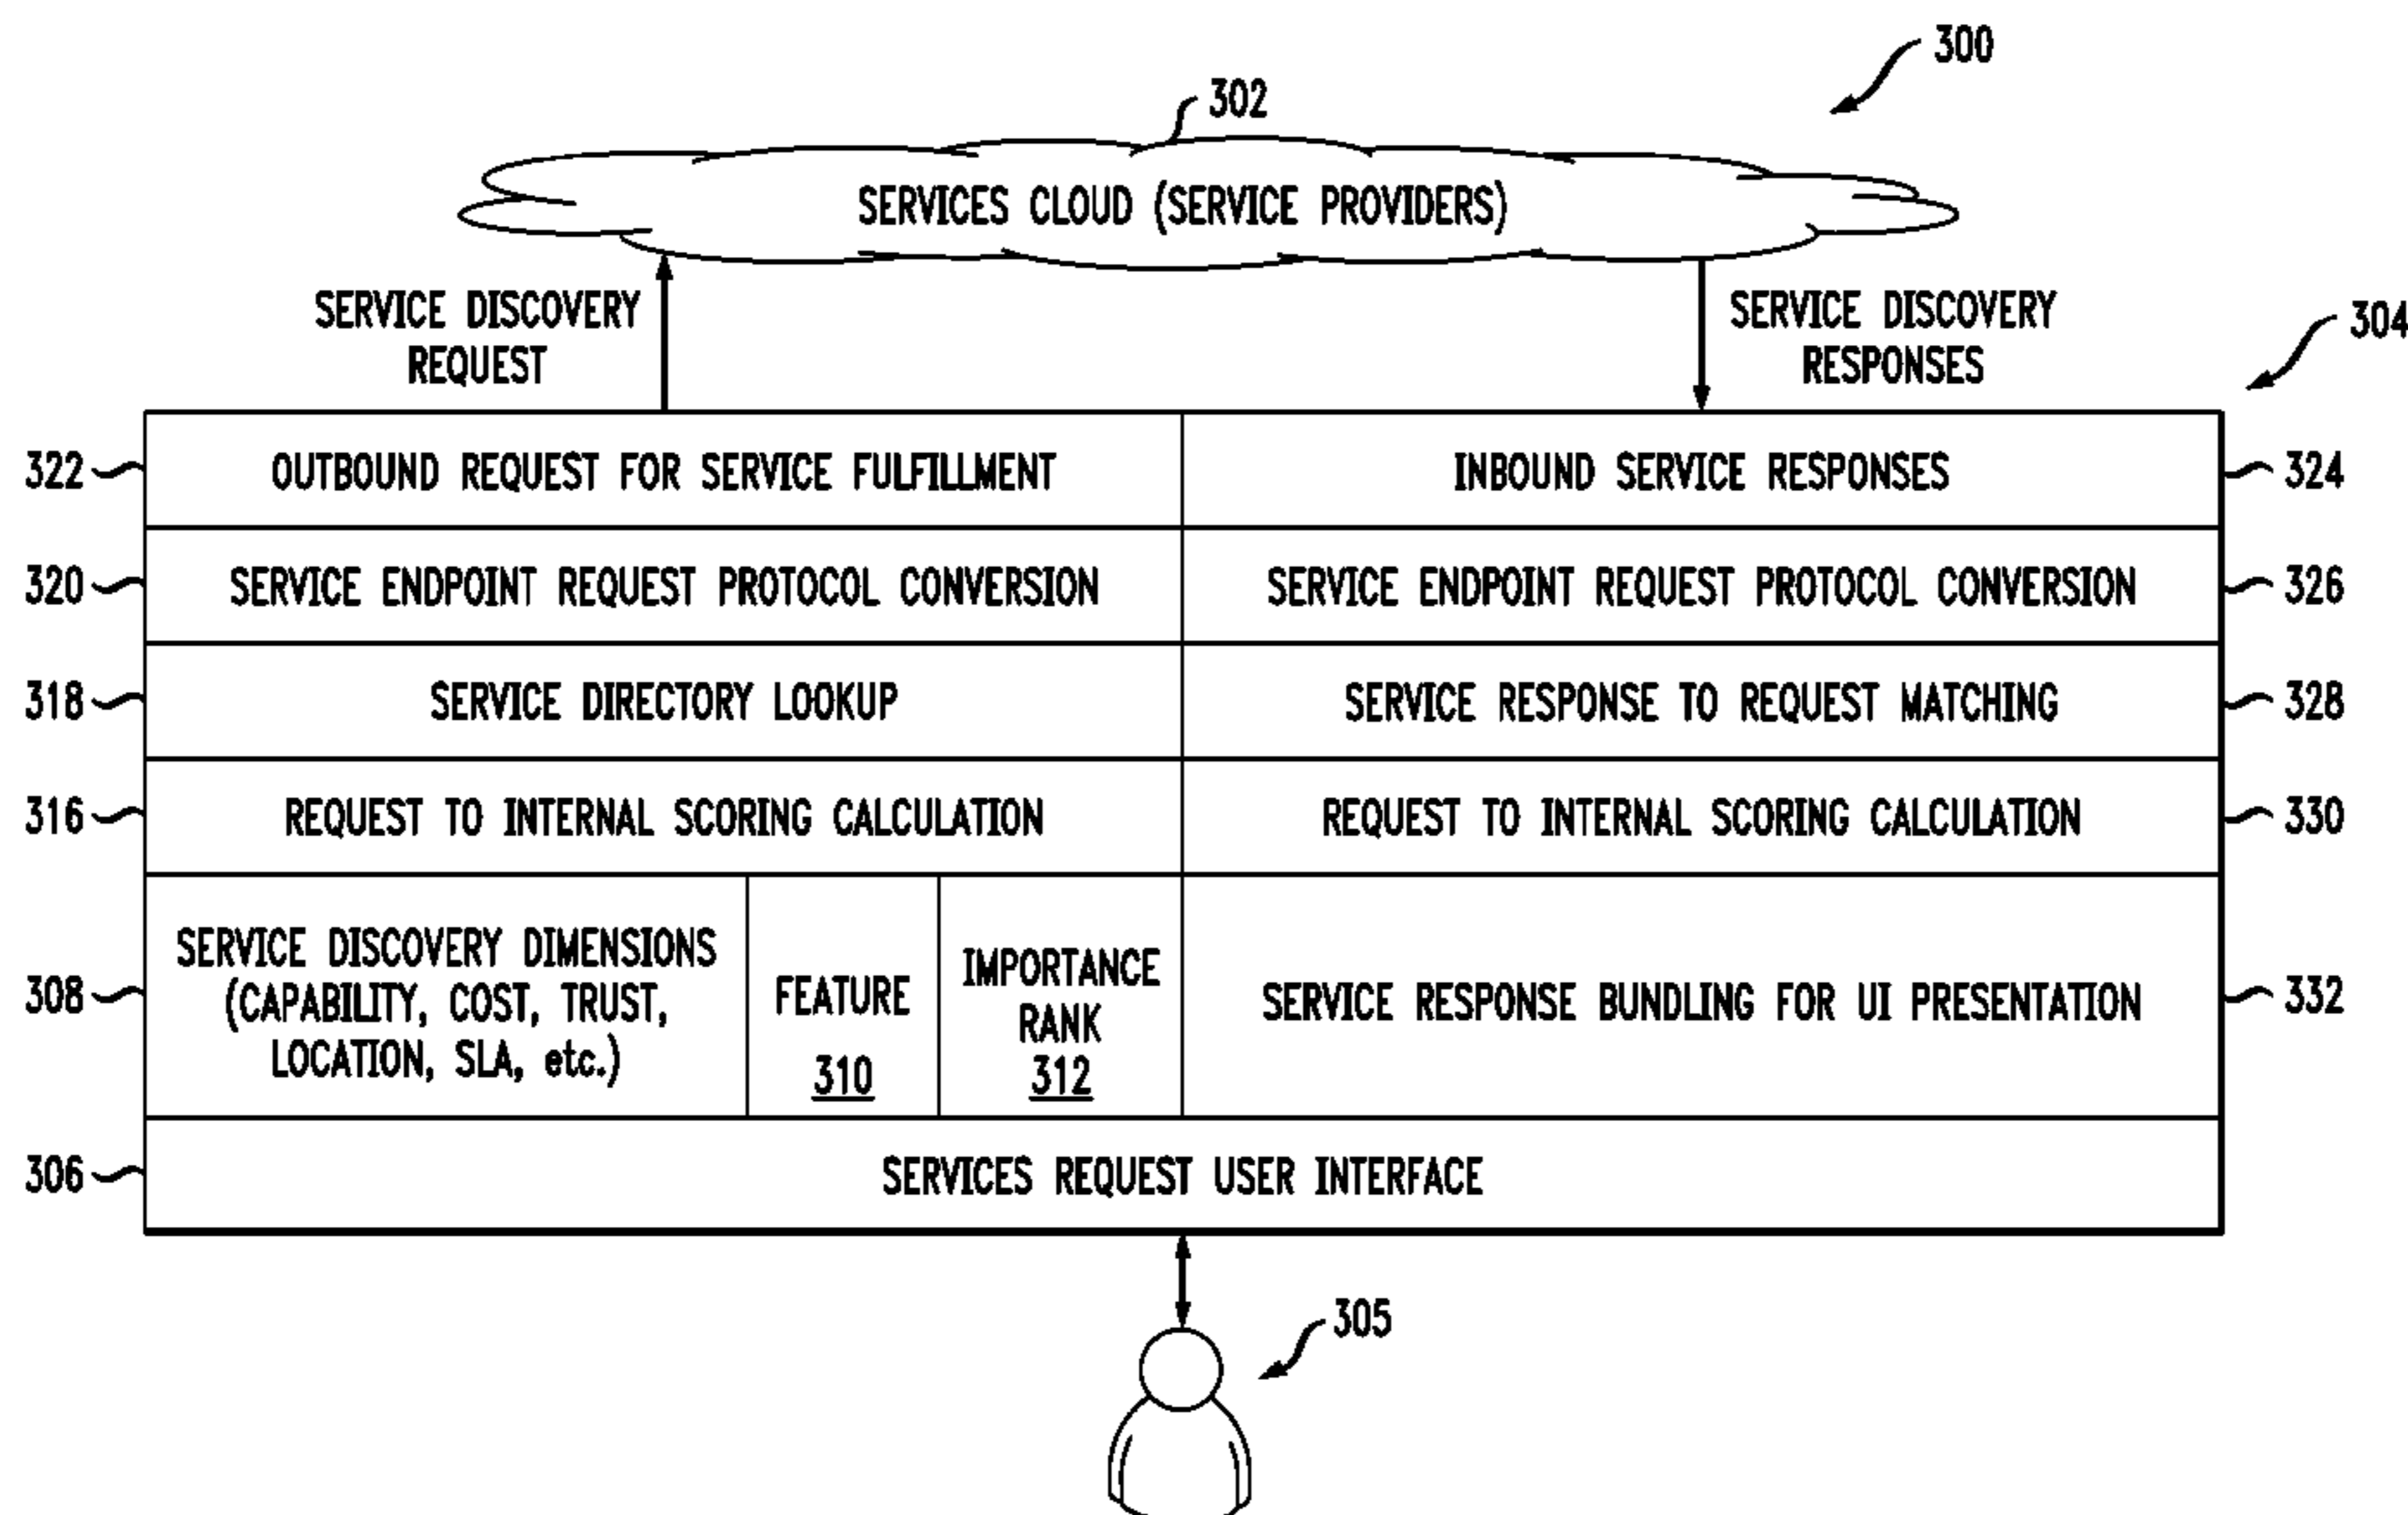 300
302
SERVICES CLOUD (SERVICE PROVIDERS)
SERVICE DISCOVERY
REQUEST
SERVICE DISCOVERY
RESPONSES
304
322
OUTBOUND REQUEST FOR SERVICE FULFILLMENT
INBOUND SERVICE RESPONSES
324
320
SERVICE ENDPOINT REQUEST PROTOCOL CONVERSION
SERVICE ENDPOINT REQUEST PROTOCOL CONVERSION
326
318
SERVICE DIRECTORY LOOKUP
SERVICE RESPONSE TO REQUEST MATCHING
328
316
REQUEST TO INTERNAL SCORING CALCULATION
REQUEST TO INTERNAL SCORING CALCULATION
330
308
SERVICE DISCOVERY DIMENSIONS
(CAPABILITY, COST, TRUST,
LOCATION, SLA, etc.)
FEATURE
310
IMPORTANCE
RANK
312
SERVICE RESPONSE BUNDLING FOR UI PRESENTATION
332
306
SERVICES REQUEST USER INTERFACE
305